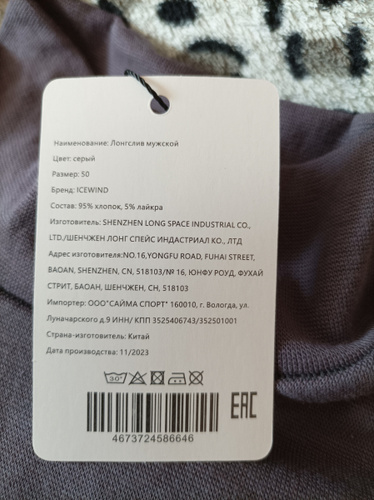 Наименование: Лонгслив мужской
Цвет: серый
Размер: 50
Бренд: ICEWIND
Состав: 95% хлопок, 5% лайкра
Изготовитель: SHENZHEN LONG SPACE INDUSTRIAL CO.,
LTD./ШЕНЧЖЕН ЛОНГ СПЕЙС ИНДАСТРИАЛ КО., ЛТД
Адрес изготовителя:NO.16,YONGFU ROAD, FUHAI STREET,
BAOAN, SHENZHEN, CN, 518103/№ 16, ЮНФУ РОУД, ФУХАЙ
СТРИТ, БАОАН, ШЕНЧЖЕН, CH, 518103
Импортер: ООО"САЙМА СПОРТ" 160010, г. Вологда, ул.
Луначарского д.9 ИНН/ КПП 3525406743/352501001
Страна-изготовитель: Китай
Дата производства: 11/2023
30°
4673724586646
EAC